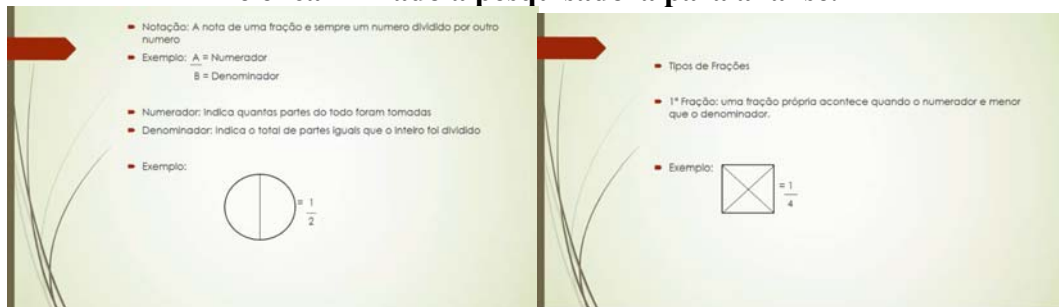 Notação: A nota de uma fração e sempre um numero dividido por outro
numero
Exemplo: A = Numerador
B = Denominador
Numerador: indica quantas partes do todo foram tomadas
Denominador: indica o total de partes iguais que o inteiro foi dividido
Exemplo:
= 1
2
Tipos de Frações
1ª Fração: uma fração própria acontece quando o numerador e menor
que o denominador.
Exemplo:
= 1
4